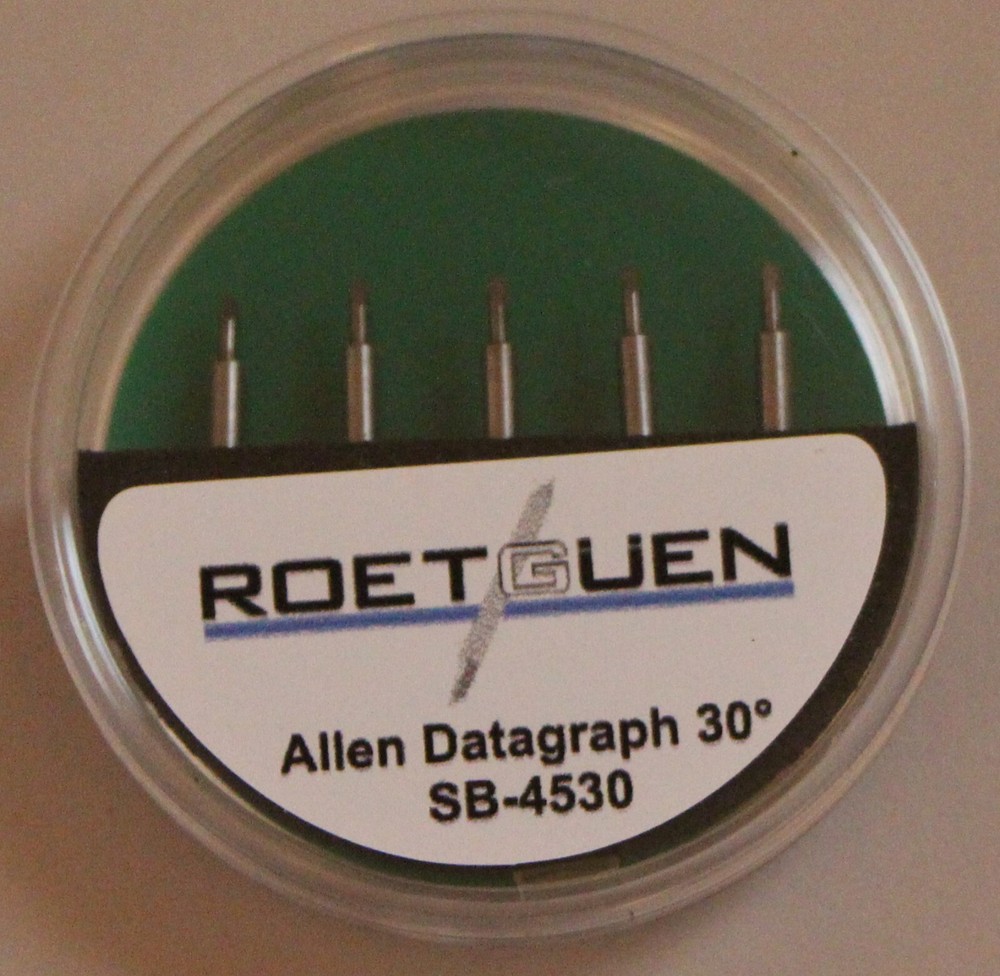 ROETGUEN
Allen Datagraph 30°
SB-4530